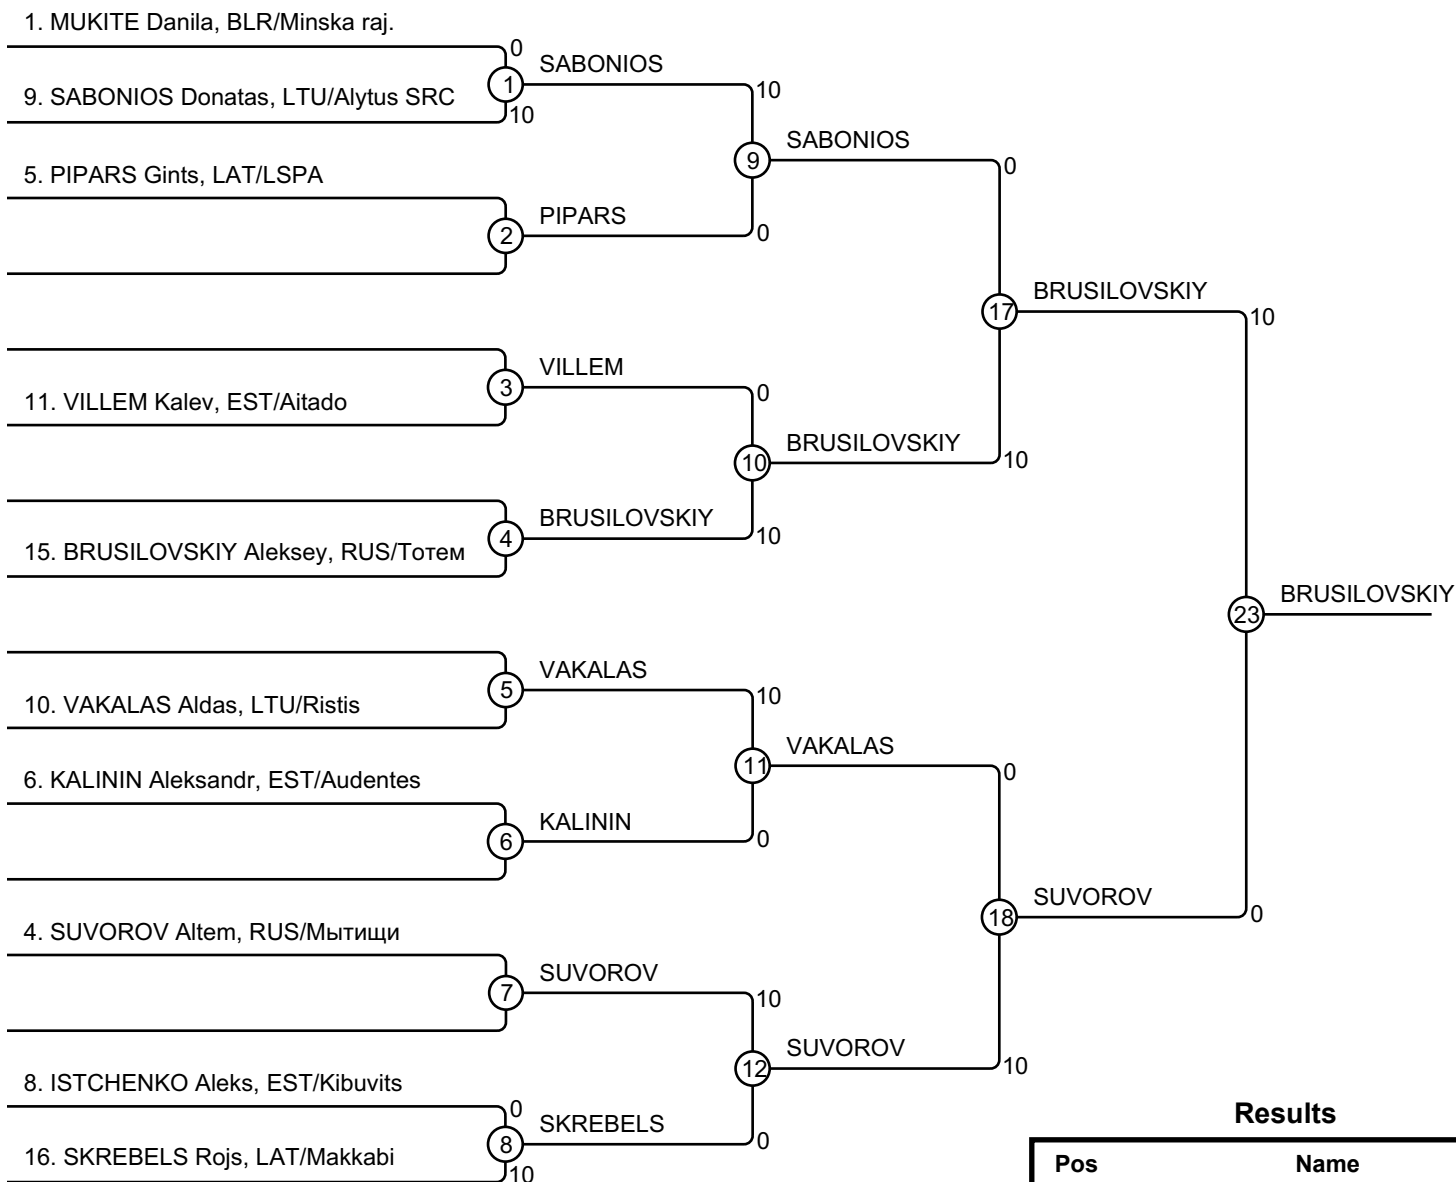 1. MUKITE Danila, BLR/Minska raj.
0
SABONIOS
1
9. SABONIOS Donatas, LTU/Alytus SRC
10
10
SABONIOS
9
0
5. PIPARS Gints, LAT/LSPA
PIPARS
2
0
BRUSILOVSKIY
17
10
VILLEM
3
0
11. VILLEM Kalev, EST/Aitado
BRUSILOVSKIY
10
10
BRUSILOVSKIY
4
10
15. BRUSILOVSKIY Aleksey, RUS/Тотем
BRUSILOVSKIY
23
VAKALAS
5
10
10. VAKALAS Aldas, LTU/Ristis
VAKALAS
11
0
6. KALININ Aleksandr, EST/Audentes
KALININ
6
0
SUVOROV
18
0
4. SUVOROV Altem, RUS/Мытищи
SUVOROV
7
10
SUVOROV
12
10
8. ISTCHENKO Aleks, EST/Kibuvits
0
SKREBELS
8
0
16. SKREBELS Rojs, LAT/Makkabi
10
Results
Pos Name